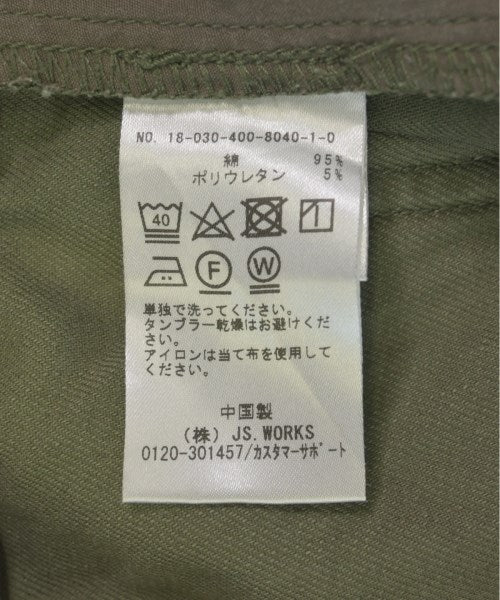 NO. 18-030-400-8040-1-0
綿 95%
ポリウレタン 5%
40
F W
単独で洗ってください。
タンブラー乾燥はお避けくだ
さい。
アイロンは当て布を使用して
ください。
中国製
(株) JS.WORKS
0120-301457/カスタマーサポート